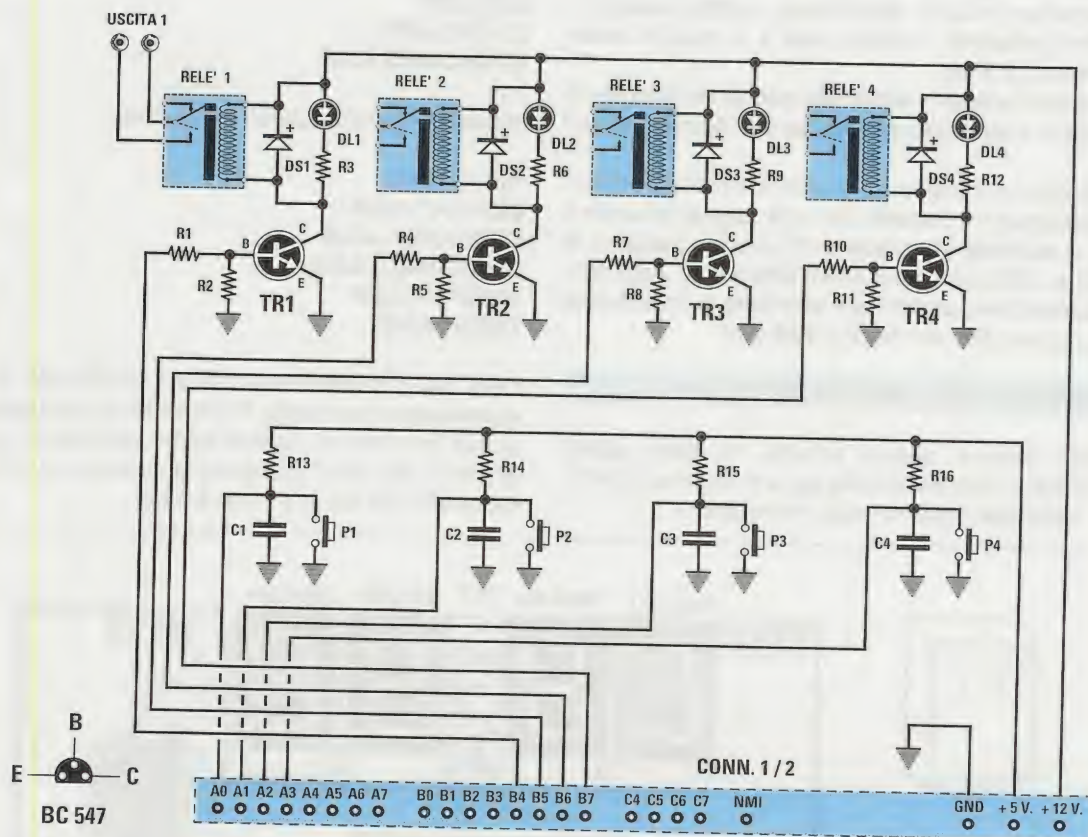 USCITA 1
RELE' 1
RELE' 2
RELE' 3
RELE' 4
+
+
+
+
DL1
DL2
DL3
DL4
DS1
R3
DS2
R6
DS3
R9
DS4
R12
R1
B
C
E
R2
TR1
R4
B
C
E
R5
TR2
R7
B
C
E
R8
TR3
R10
B
C
E
R11
TR4
R13
R14
R15
R16
C1
P1
C2
P2
C3
P3
C4
P4
B
E
C
BC 547
CONN. 1 / 2
A0 A1 A2 A3 A4 A5 A6 A7 B0 B1 B2 B3 B4 B5 B6 B7 C4 C5 C6 C7 NMI GND +5 V. +12 V.